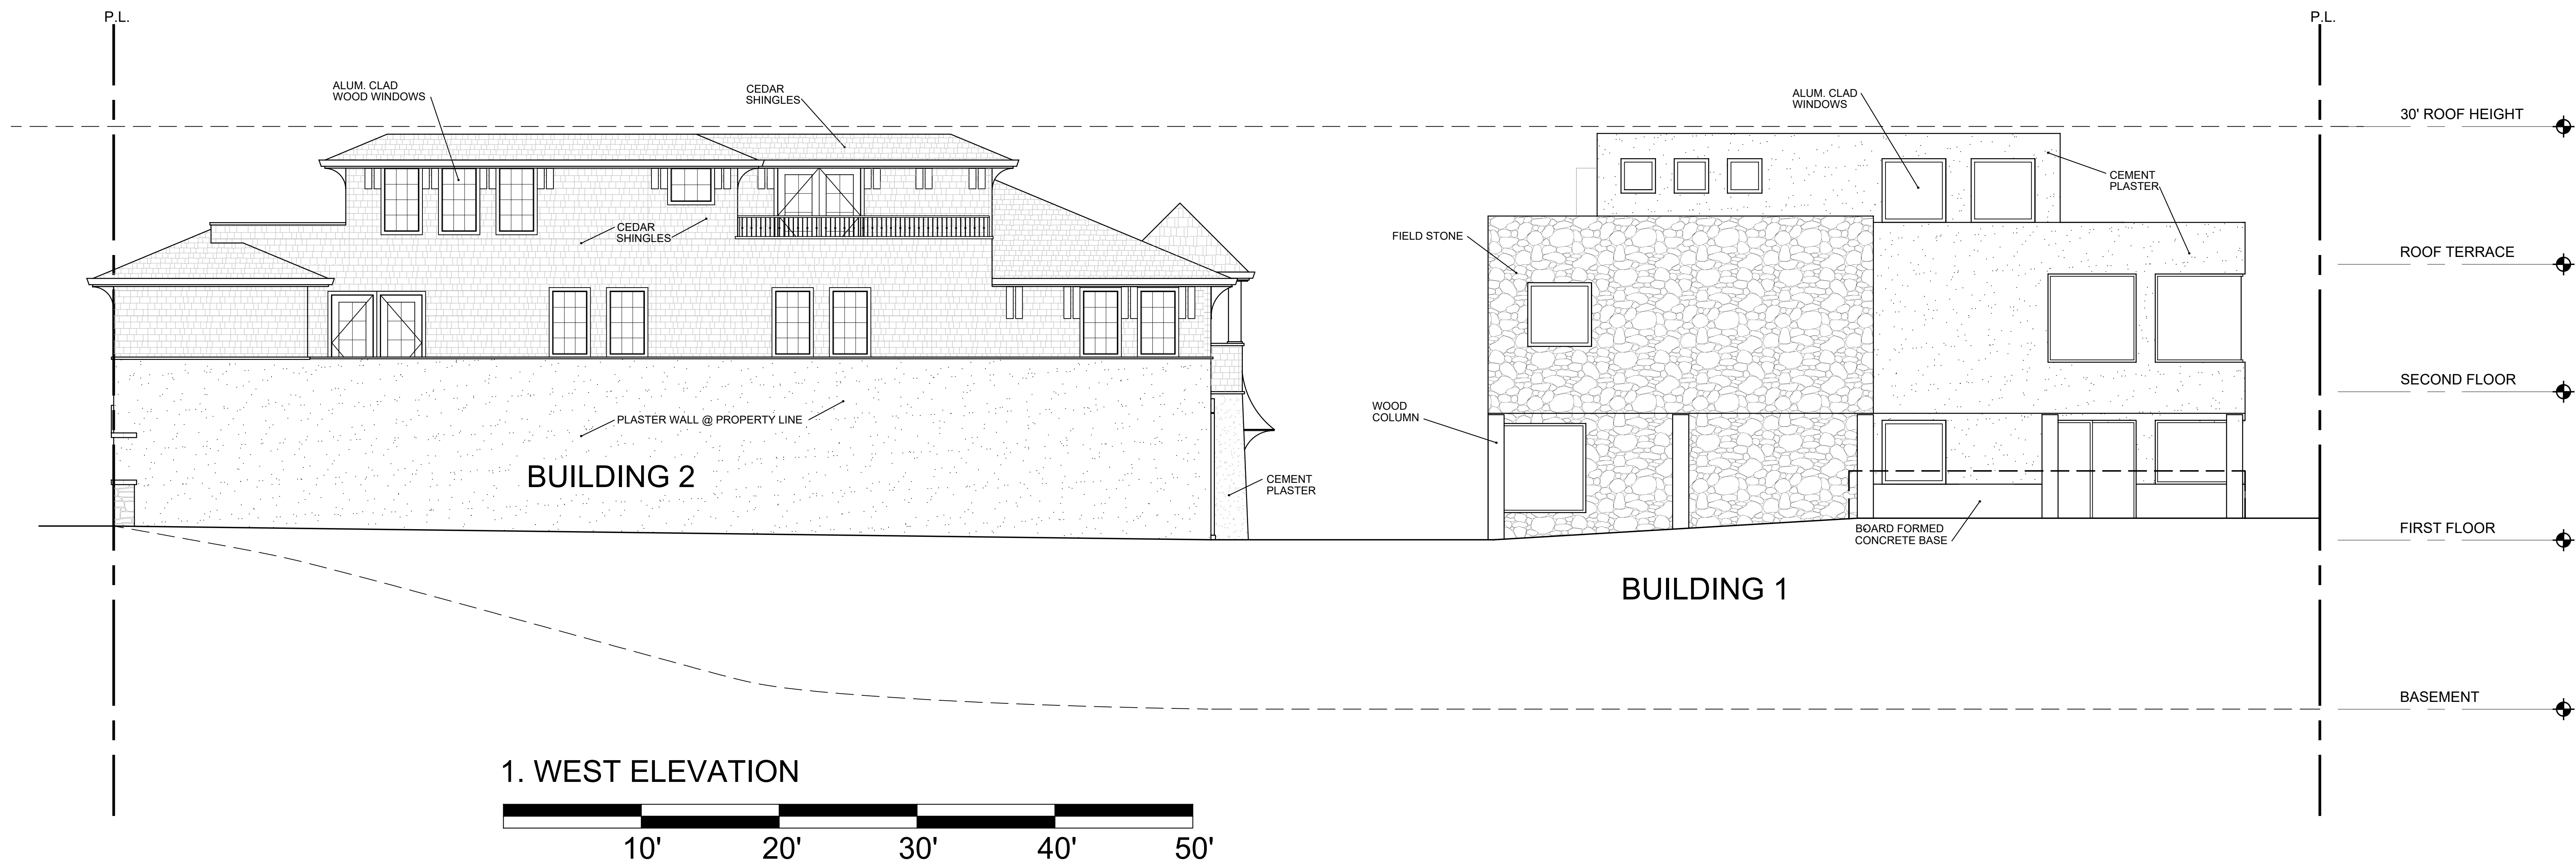 P.L.
P.L.
ALUM. CLAD
WOOD WINDOWS
CEDAR
SHINGLES
ALUM. CLAD
WINDOWS
30' ROOF HEIGHT
CEMENT
PLASTER
CEDAR
SHINGLES
FIELD STONE
ROOF TERRACE
SECOND FLOOR
PLASTER WALL @ PROPERTY LINE
WOOD
COLUMN
BUILDING 2
CEMENT
PLASTER
BOARD FORMED
CONCRETE BASE
FIRST FLOOR
BUILDING 1
BASEMENT
1. WEST ELEVATION
10' 20' 30' 40' 50'